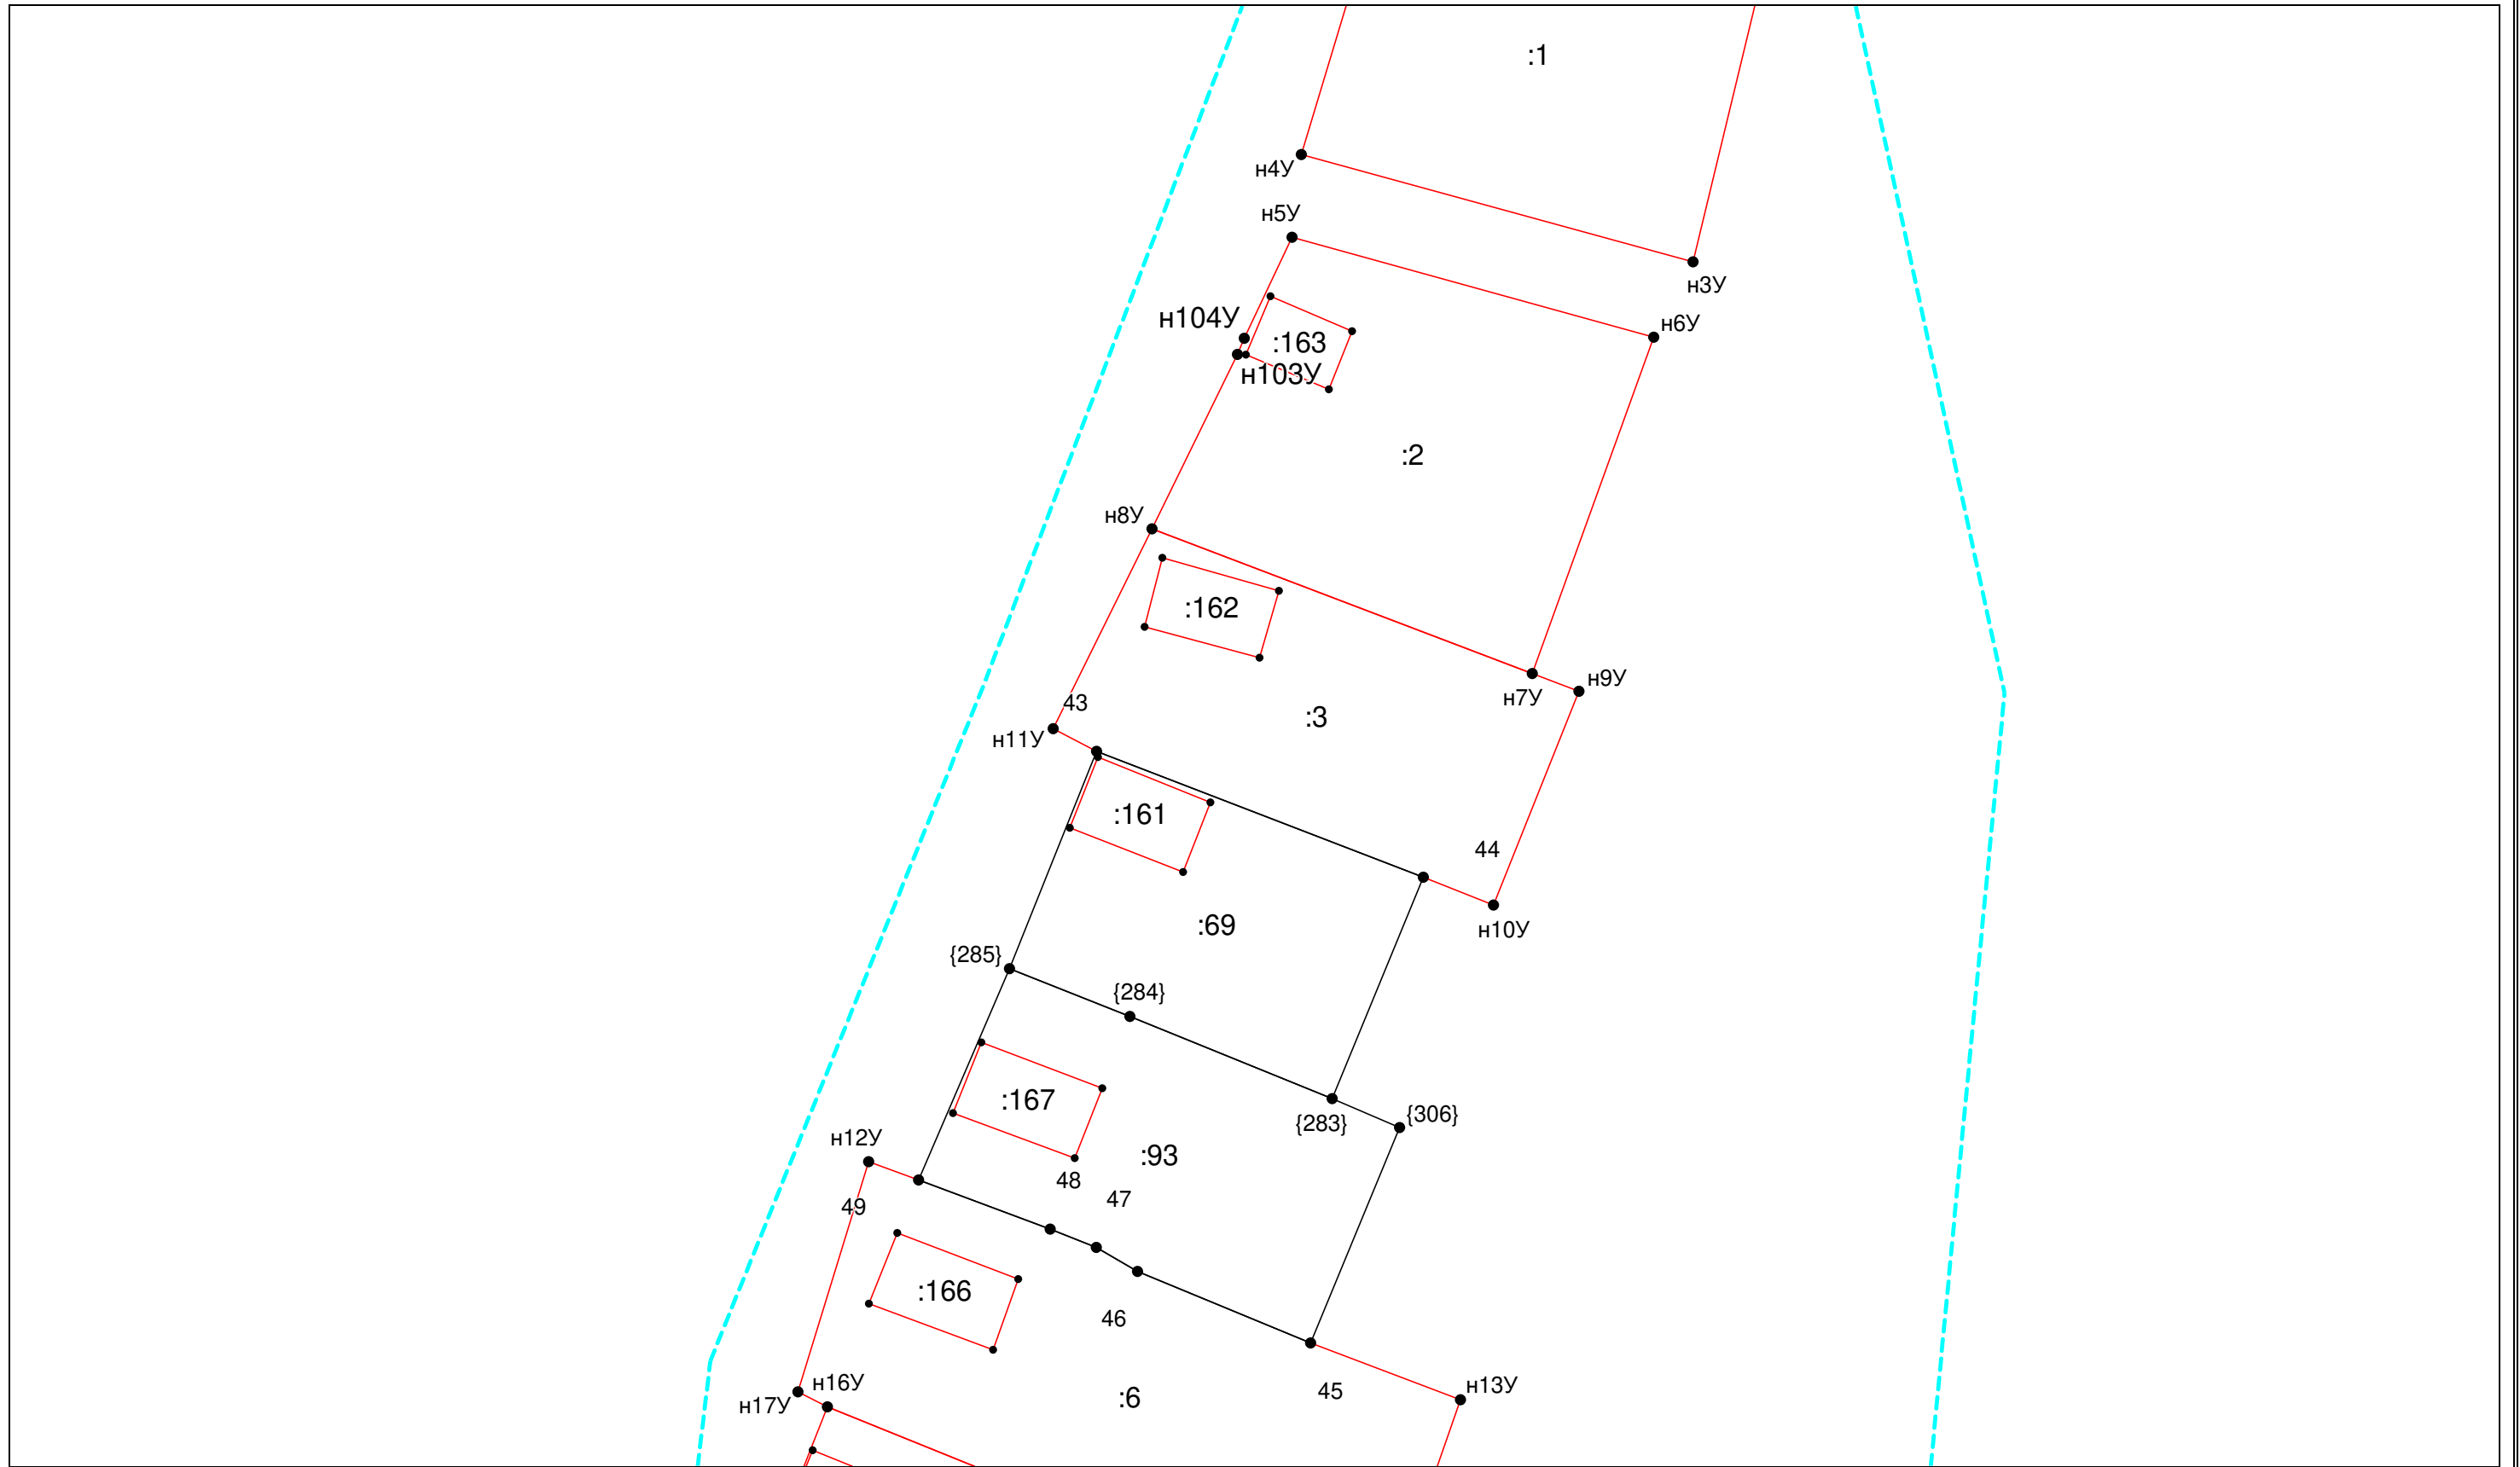 :1
н4У
н5У
н3У
н104У
н6У
:163
н103У
:2
н8У
:162
н9У
н7У
43
:3
н11У
:161
44
:69
н10У
{285}
{284}
:167
{306}
{283}
н12У
:93
48
47
49
:166
46
н16У
н13У
45
:6
н17У